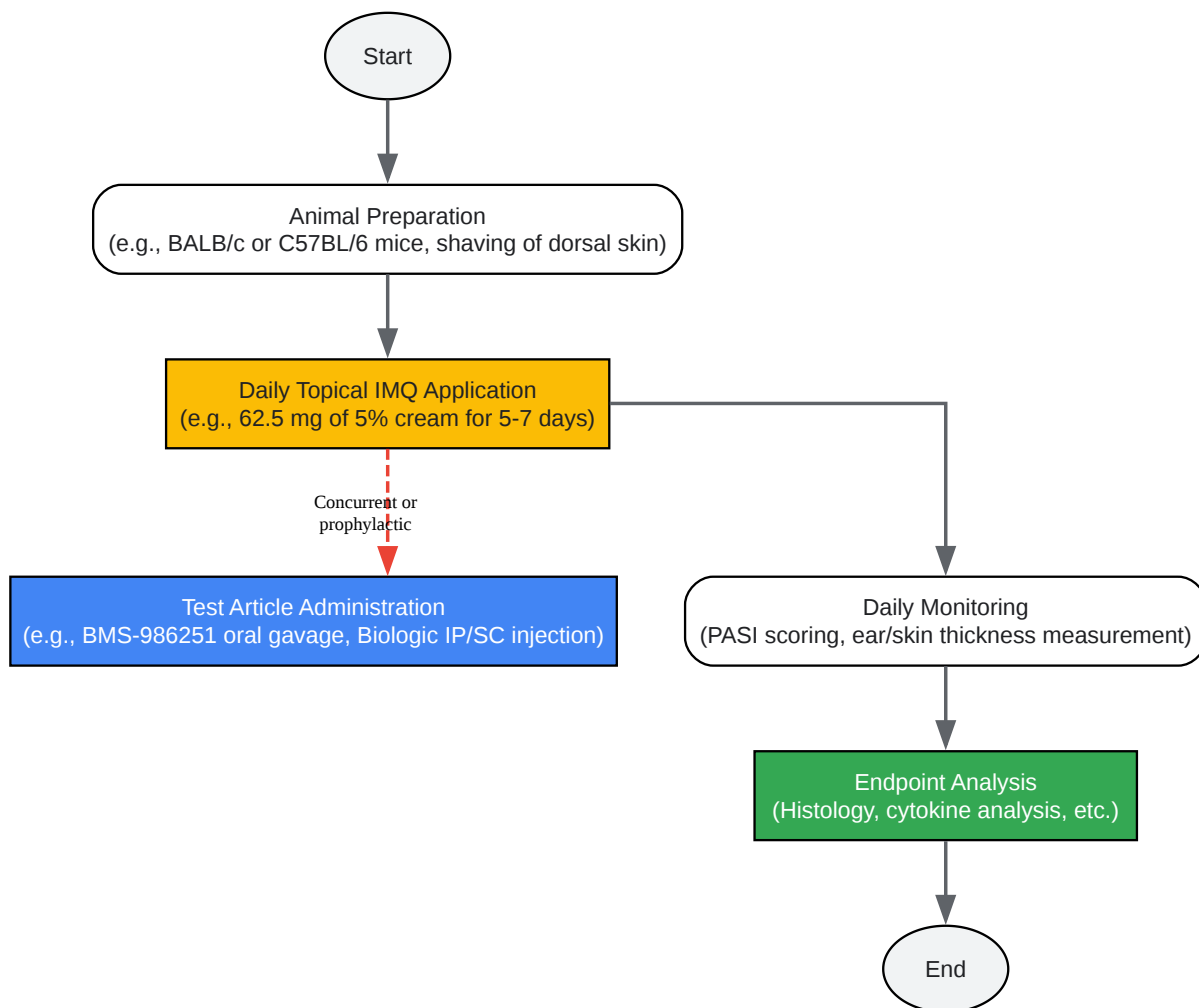 Start
Animal Preparation
(e.g., BALB/c or C57BL/6 mice, shaving of dorsal skin)
Daily Topical IMQ Application
(e.g., 62.5 mg of 5% cream for 5-7 days)
Concurrent or
prophylactic
Test Article Administration
(e.g., BMS-986251 oral gavage, Biologic IP/SC injection)
Daily Monitoring
(PASI scoring, ear/skin thickness measurement)
Endpoint Analysis
(Histology, cytokine analysis, etc.)
End